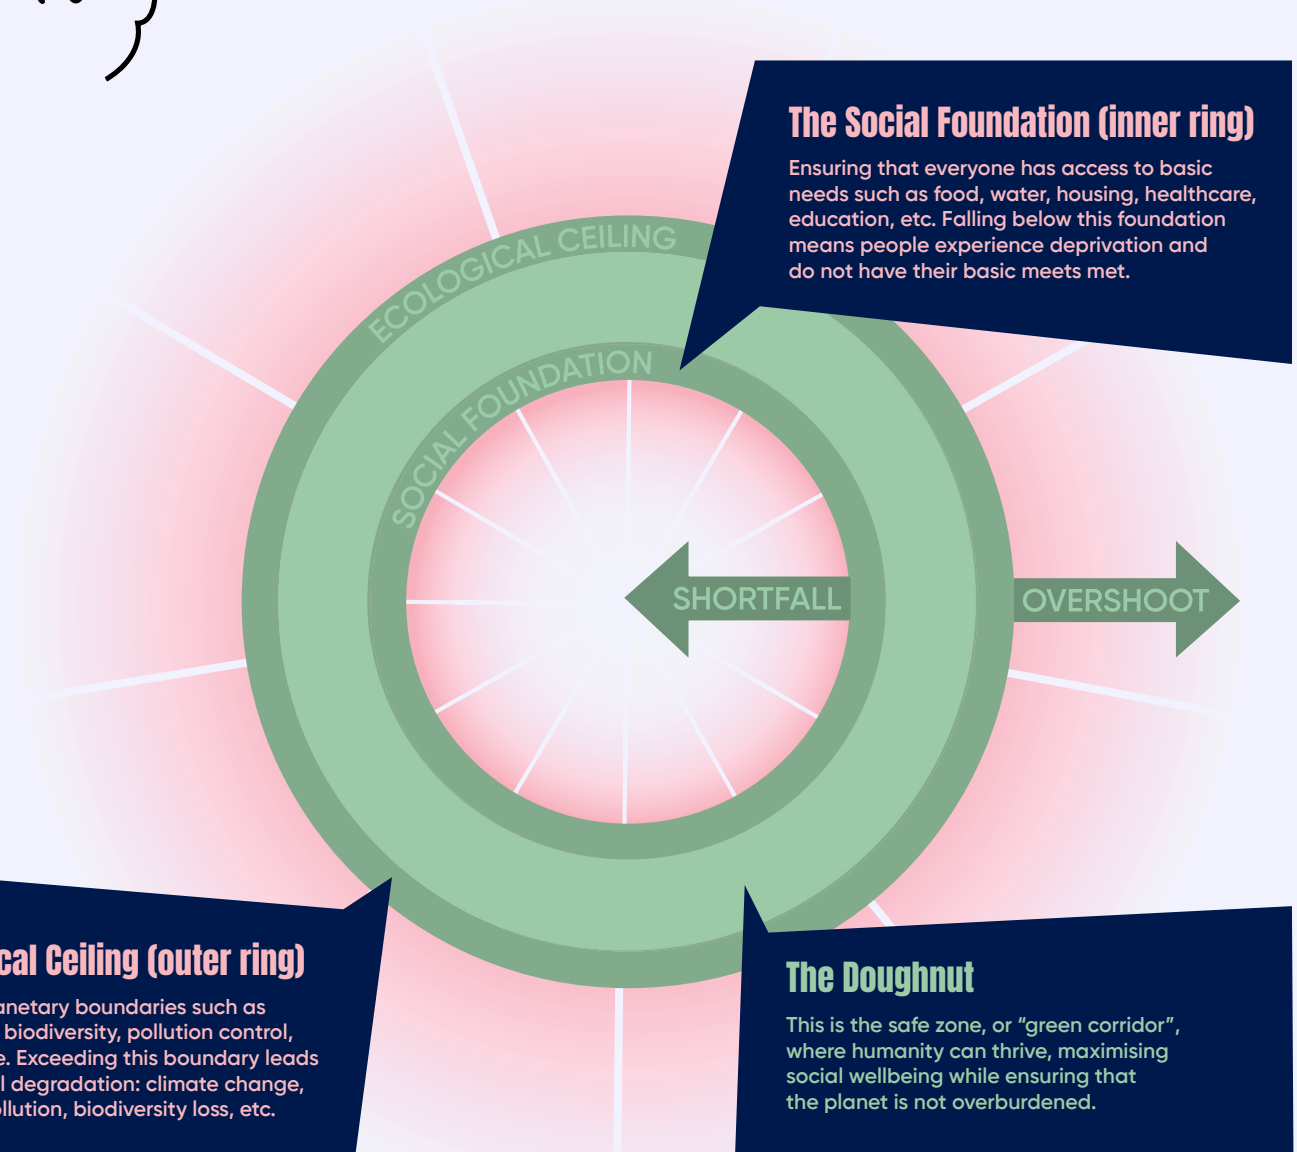 The Social Foundation (inner ring)
Ensuring that everyone has access to basic
needs such as food, water, housing, healthcare,
education, etc. Falling below this foundation
means people experience deprivation and
do not have their basic meets met.
ECOLOGICAL CEILING
SOCIAL FOUNDATION
SHORTFALL
OVERSHOOT
Ceiling (outer ring)
boundaries such as
biodiversity, pollution control,
Exceeding this boundary leads
degradation: climate change,
biodiversity loss, etc.
The Doughnut
This is the safe zone, or “green corridor”,
where humanity can thrive, maximising
social wellbeing while ensuring that
the planet is not overburdened.